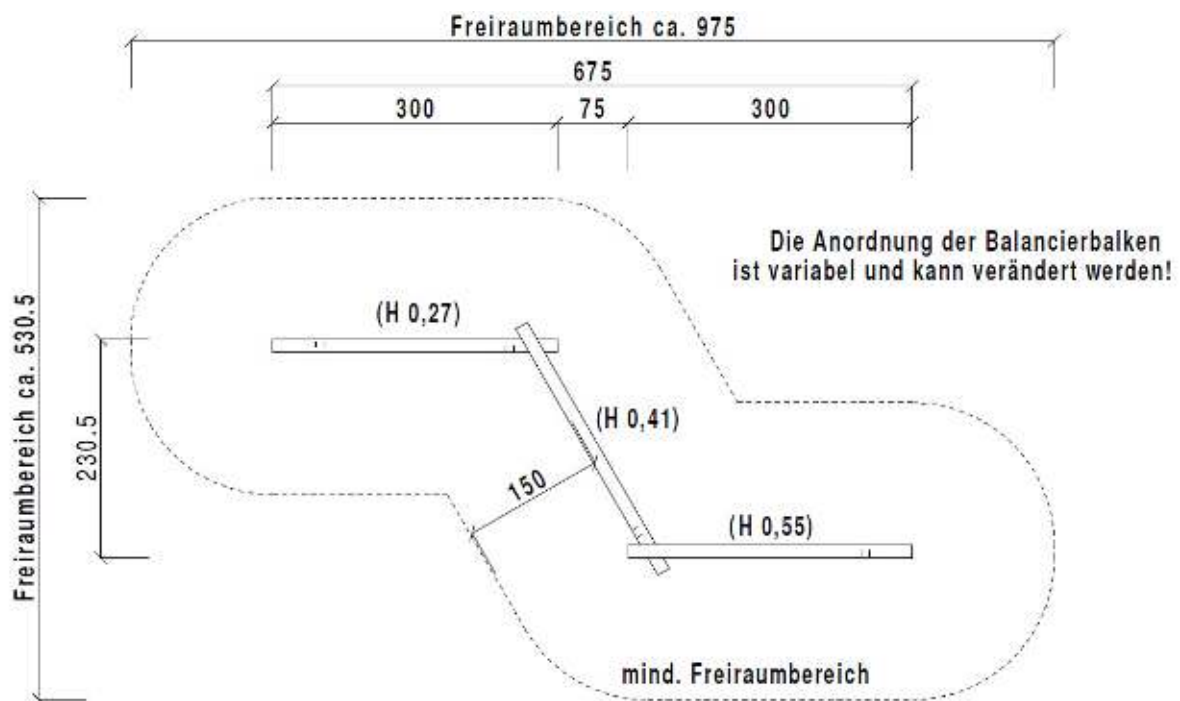 Freiraumbereich ca. 975
675
300
75
300
Die Anordnung der Balancierbalken
ist variabel und kann verändert werden!
(H 0,27)
Freiraumbereich ca. 530.5
230.5
(H 0,41)
150
(H 0,55)
mind. Freiraumbereich